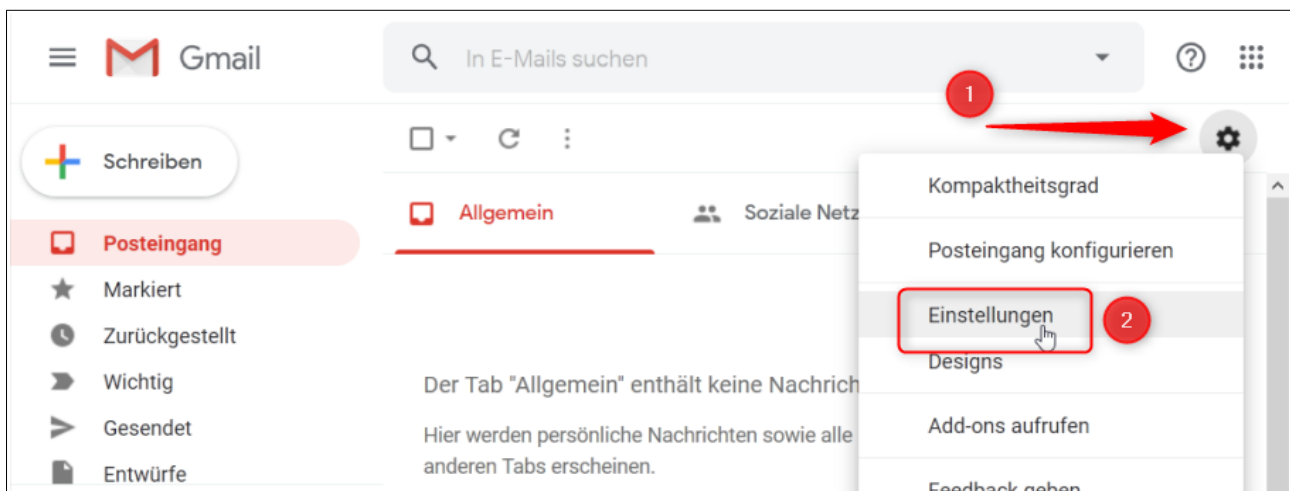 Gmail
In E-Mails suchen
1
Schreiben
Kompaktheitsgrad
Allgemein
Soziale Netz
Posteingang
Posteingang konfigurieren
Markiert
Einstellungen
2
Zurückgestellt
Designs
Wichtig
Der Tab "Allgemein" enthält keine Nachrich
Gesendet
Hier werden persönliche Nachrichten sowie alle
Add-ons aufrufen
anderen Tabs erscheinen.
Entwürfe
Feedback geben